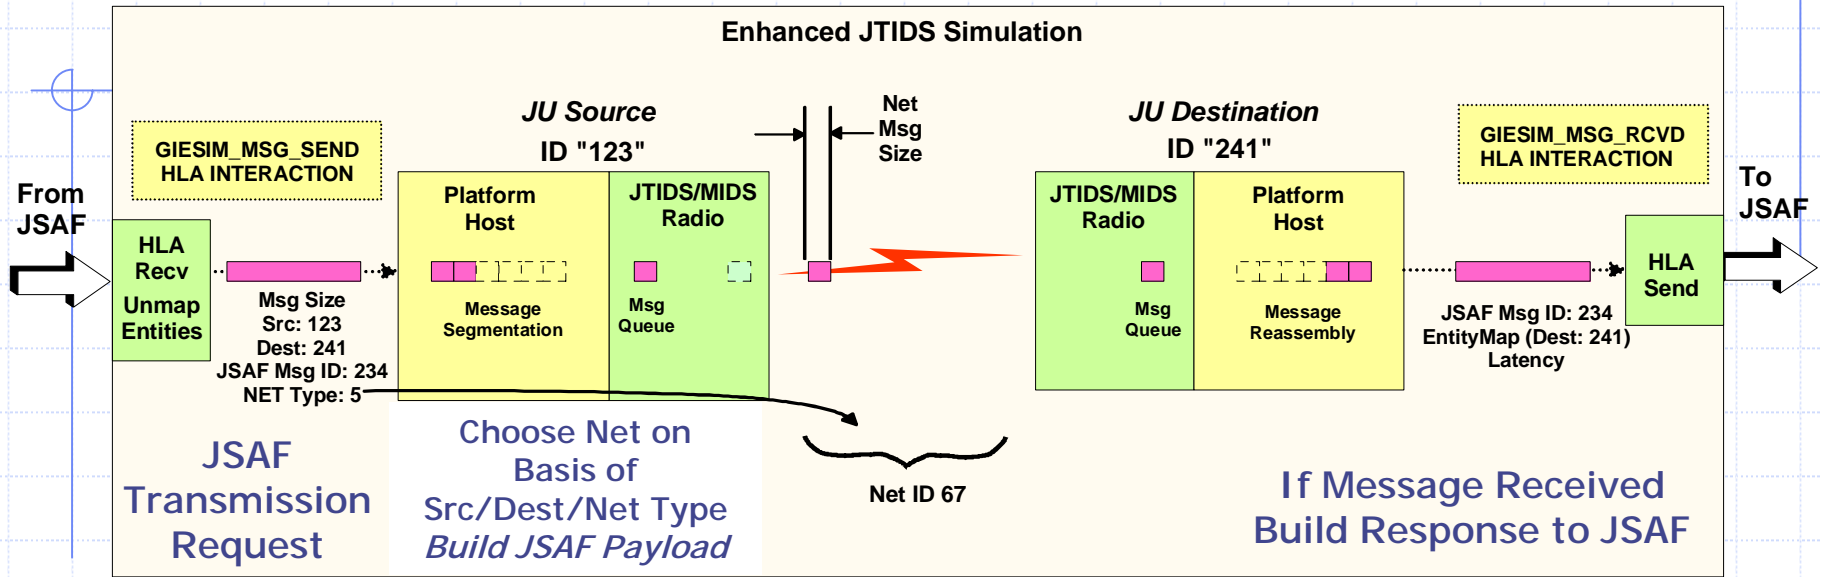 Enhanced JTIDS Simulation
From
JSAF
GIESIM_MSG_SEND
HLA INTERACTION
HLA
Recv
Unmap
Entities
Msg Size
Src: 123
Dest: 241
JSAF Msg ID: 234
NET Type: 5
JSAF
Transmission
Request
JU Source
ID "123"
Platform
Host
Message
Segmentation
JTIDS/MIDS
Radio
Msg
Queue
Choose Net on
Basis of
Src/Dest/Net Type
Build JSAF Payload
Net
Msg
Size
Net ID 67
JU Destination
ID "241"
JTIDS/MIDS
Radio
Msg
Queue
Platform
Host
Message
Reassembly
GIESIM_MSG_RCVD
HLA INTERACTION
JSAF Msg ID: 234
EntityMap (Dest: 241)
Latency
HLA
Send
To
JSAF
If Message Received
Build Response to JSAF